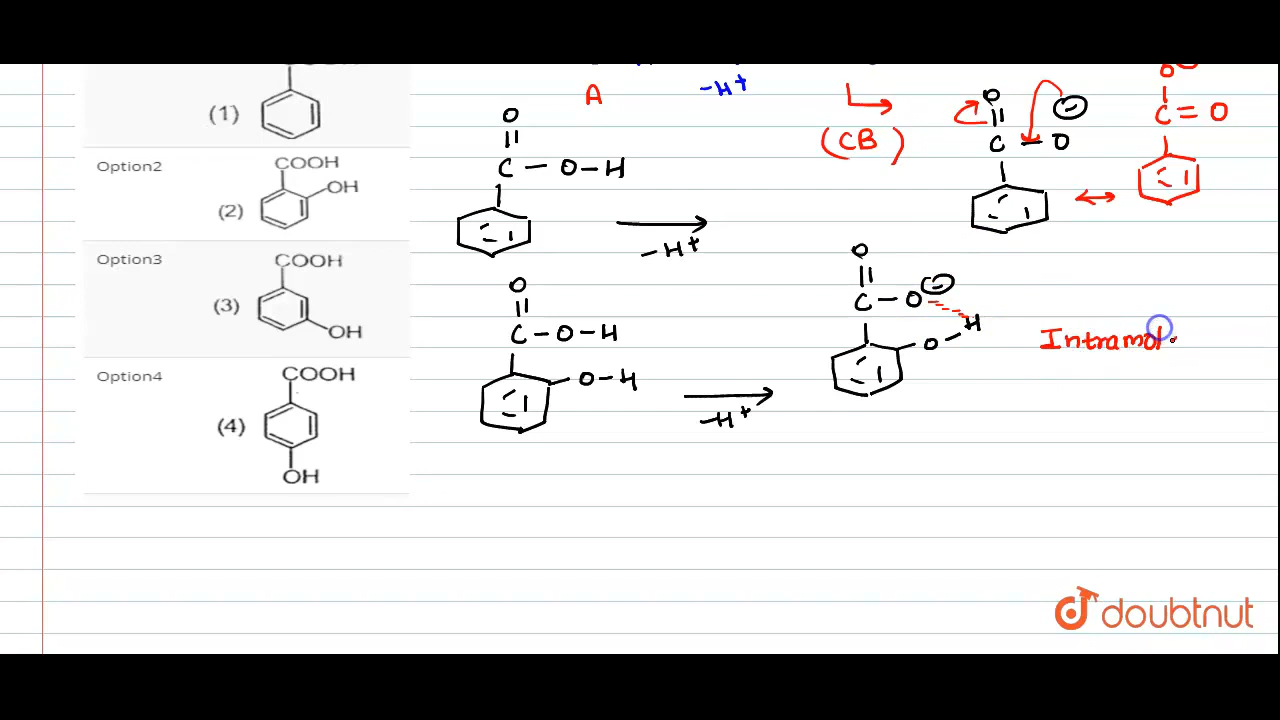 (1)
Option2
COOH
OH
(2)
Option3
COOH
(3)
OH
Option4
COOH
(4)
OH
A
-H+
(CB)
O
C - O - H
-H+
O
C - O
⊖
O
C = O
O
C - O - H
O - H
-H+
O
C - O ⊖
H
O
Intramol
doubtnut